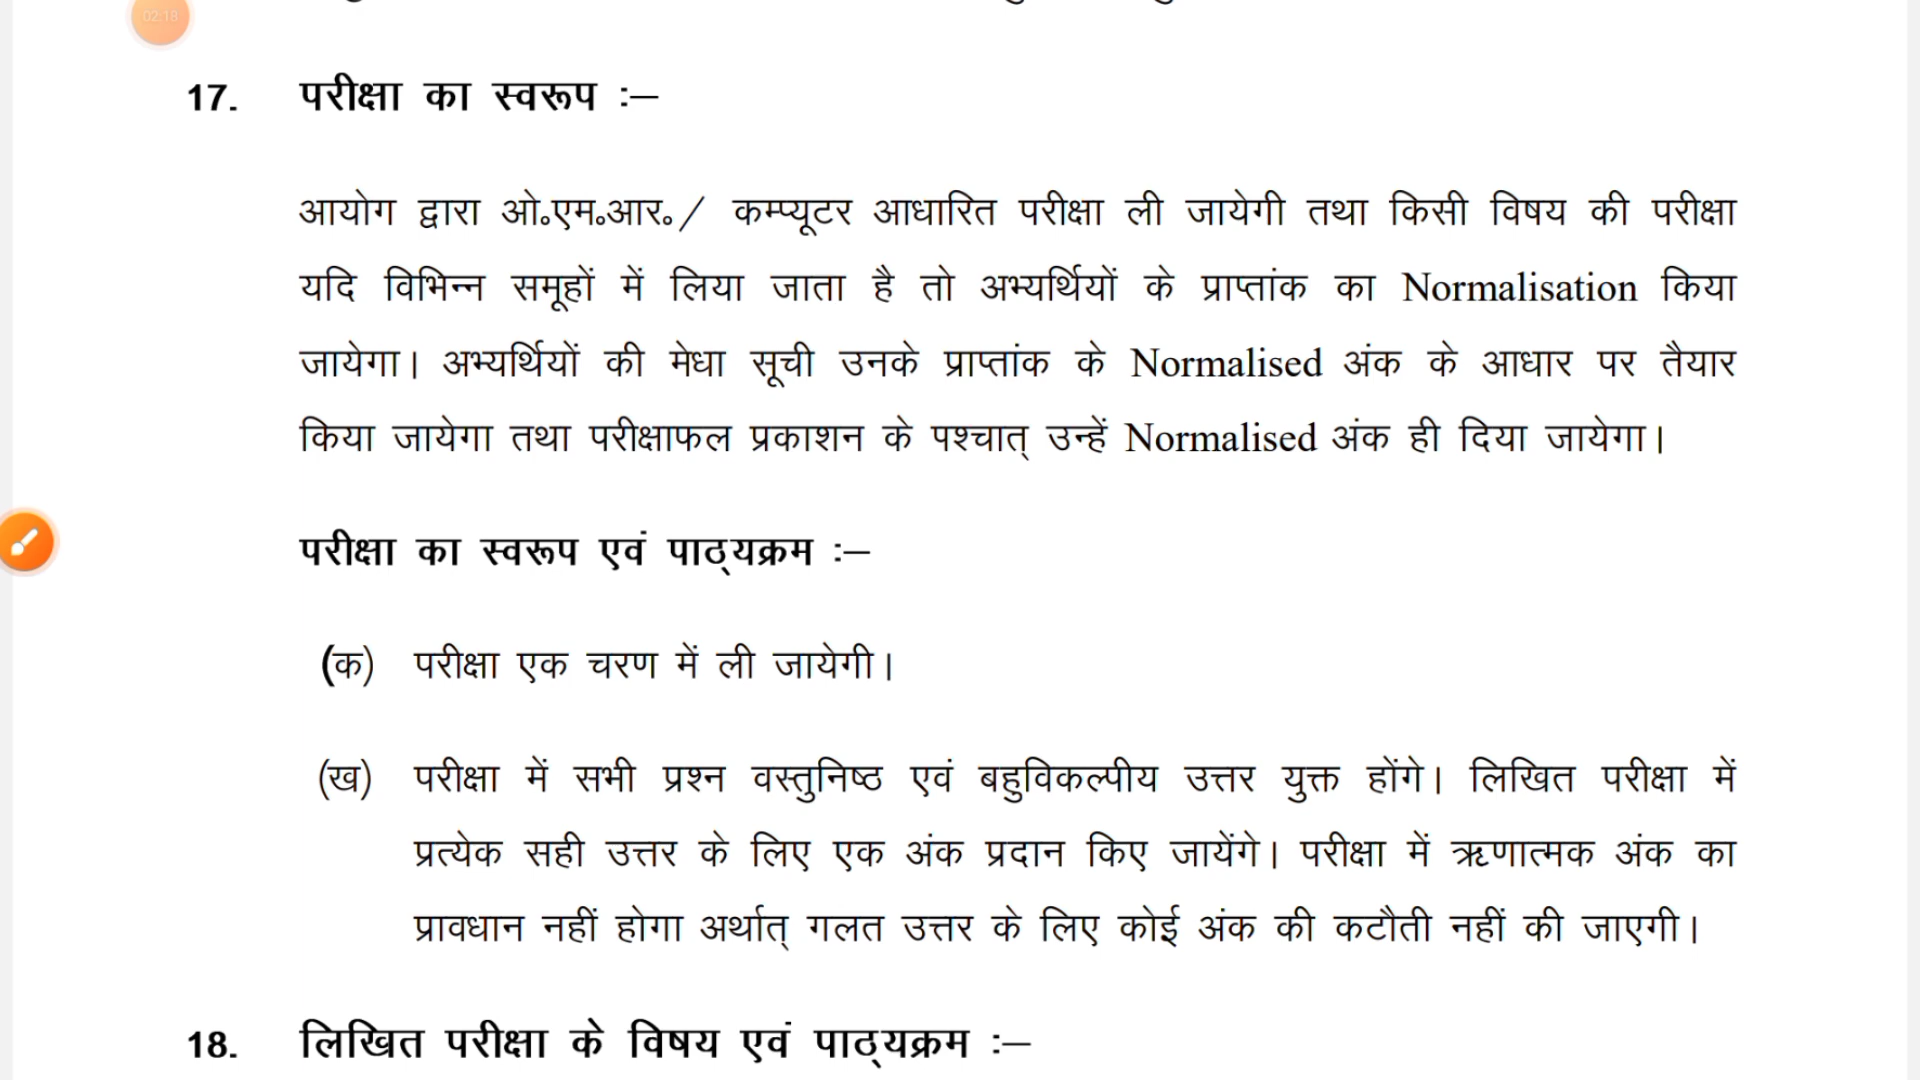 02:18
17. परीक्षा का स्वरूप :–
आयोग द्वारा ओ॰एम॰आर॰/ कम्प्यूटर आधारित परीक्षा ली जायेगी तथा किसी विषय की परीक्षा
यदि विभिन्न समूहों में लिया जाता है तो अभ्यर्थियों के प्राप्तांक का Normalisation किया
जायेगा। अभ्यर्थियों की मेधा सूची उनके प्राप्तांक के Normalised अंक के आधार पर तैयार
किया जायेगा तथा परीक्षाफल प्रकाशन के पश्चात् उन्हें Normalised अंक ही दिया जायेगा।
परीक्षा का स्वरूप एवं पाठ्यक्रम :–
(क) परीक्षा एक चरण में ली जायेगी।
(ख) परीक्षा में सभी प्रश्न वस्तुनिष्ठ एवं बहुविकल्पीय उत्तर युक्त होंगे। लिखित परीक्षा में
प्रत्येक सही उत्तर के लिए एक अंक प्रदान किए जायेंगे। परीक्षा में ऋणात्मक अंक का
प्रावधान नहीं होगा अर्थात् गलत उत्तर के लिए कोई अंक की कटौती नहीं की जाएगी।
18. लिखित परीक्षा के विषय एवं पाठ्यक्रम :–